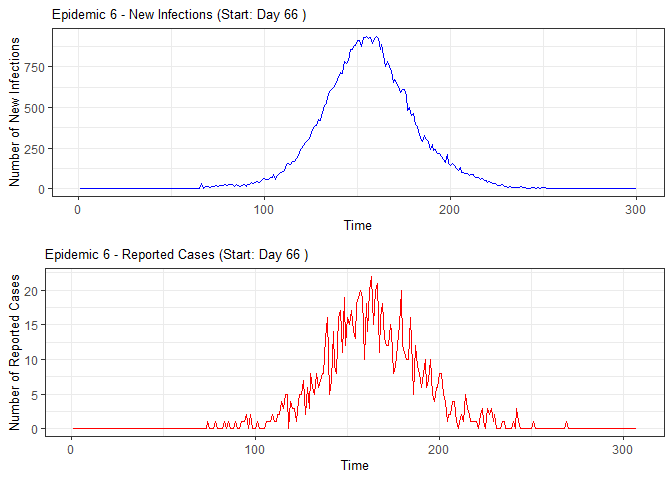 Epidemic 6 - New Infections (Start: Day 66 )
Number of New Infections
750
500
250
0
0
100
200
300
Time
Epidemic 6 - Reported Cases (Start: Day 66 )
Number of Reported Cases
20
15
10
5
0
0
100
200
300
Time